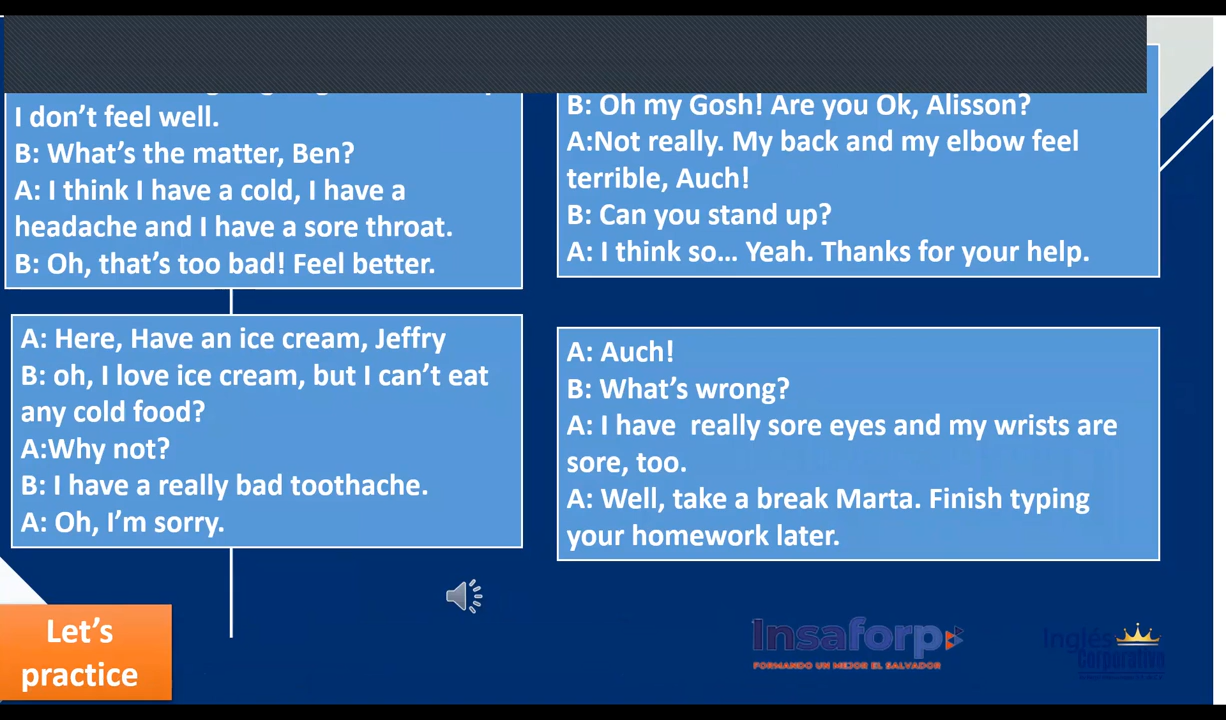 I don't feel well.
B: What's the matter, Ben?
A: I think I have a cold, I have a
headache and I have a sore throat.
B: Oh, that's too bad! Feel better.
B: Oh my Gosh! Are you Ok, Alisson?
A:Not really. My back and my elbow feel
terrible, Auch!
B: Can you stand up?
A: I think so... Yeah. Thanks for your help.
A: Here, Have an ice cream, Jeffry
B: oh, I love ice cream, but I can't eat
any cold food?
A:Why not?
B: I have a really bad toothache.
A: Oh, I'm sorry.
A: Auch!
B: What's wrong?
A: I have  really sore eyes and my wrists are
sore, too.
A: Well, take a break Marta. Finish typing
your homework later.
Let's
practice
Insaforp
FORMANDO UN MEJOR EL SALVADOR
Inglés
Corporativo